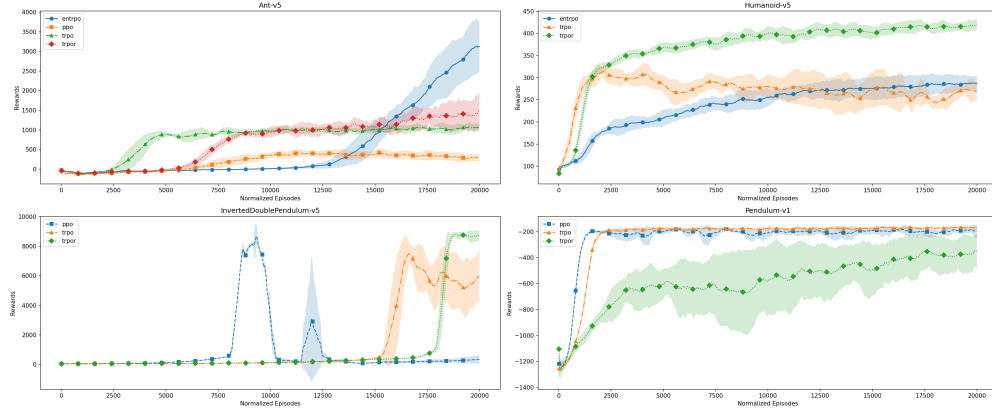 Ant-v5
Rewards
4000
3500
3000
2500
2000
1500
1000
500
0
entrpo
ppo
trpo
trpor
0 2500 5000 7500 10000 12500 15000 17500 20000
Normalized Episodes
Humanoid-v5
Rewards
450
400
350
300
250
200
150
100
entrpo
trpo
trpor
0 2500 5000 7500 10000 12500 15000 17500 20000
Normalized Episodes
InvertedDoublePendulum-v5
Rewards
10000
8000
6000
4000
2000
0
ppo
trpo
trpor
0 2500 5000 7500 10000 12500 15000 17500 20000
Normalized Episodes
Pendulum-v1
Rewards
−200
−400
−600
−800
−1000
−1200
−1400
ppo
trpo
trpor
0 2500 5000 7500 10000 12500 15000 17500 20000
Normalized Episodes